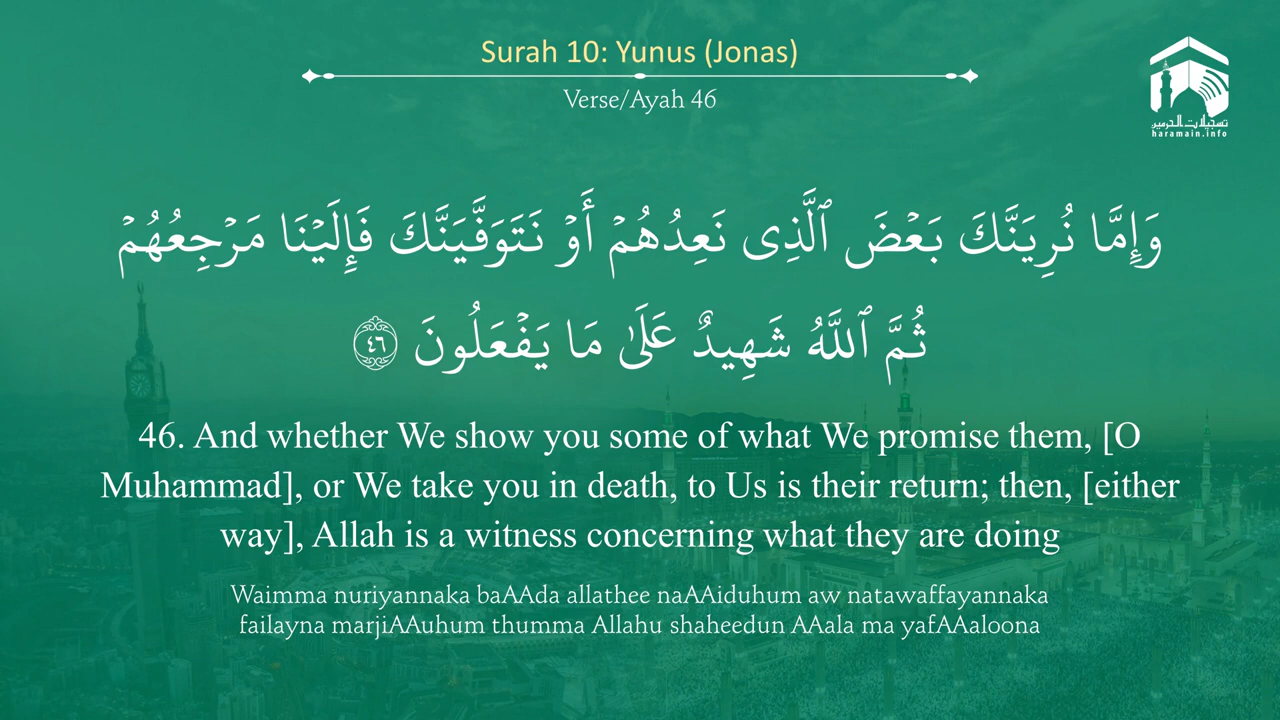 Surah 10: Yunus (Jonas)
Verse/Ayah 46
تسجيلات الحرمين
haramain.info
وَإِمَّا نُرِيَنَّكَ بَعْضَ ٱلَّذِى نَعِدُهُمْ أَوْ نَتَوَفَّيَنَّكَ فَإِلَيْنَا مَرْجِعُهُمْ
ثُمَّ ٱللَّهُ شَهِيدٌ عَلَىٰ مَا يَفْعَلُونَ ٤٦
46. And whether We show you some of what We promise them, [O
Muhammad], or We take you in death, to Us is their return; then, [either
way], Allah is a witness concerning what they are doing
Waimma nuriyannaka baAAda allathee naAAiduhum aw natawaffayannaka
failayna marjiAAuhum thumma Allahu shaheedun AAala ma yafAAaloona